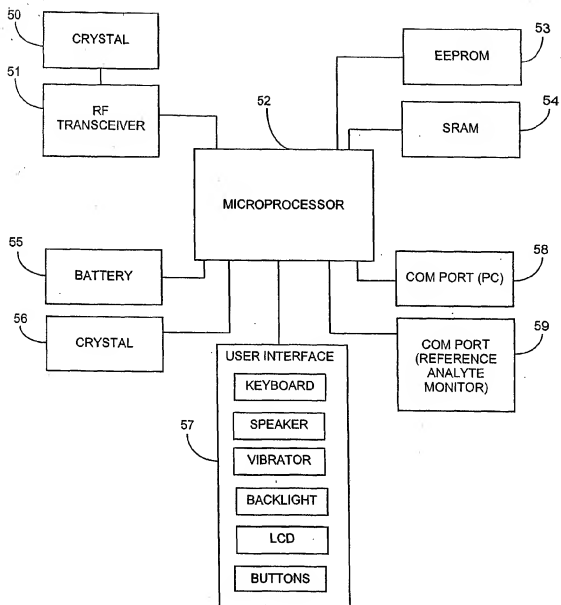 50
CRYSTAL
51
RF
TRANSCEIVER
52
EEPROM
53
SRAM
54
MICROPROCESSOR
55
BATTERY
56
CRYSTAL
COM PORT (PC)
58
COM PORT
(REFERENCE
ANALYTE
MONITOR)
59
57
USER INTERFACE
KEYBOARD
SPEAKER
VIBRATOR
BACKLIGHT
LCD
BUTTONS